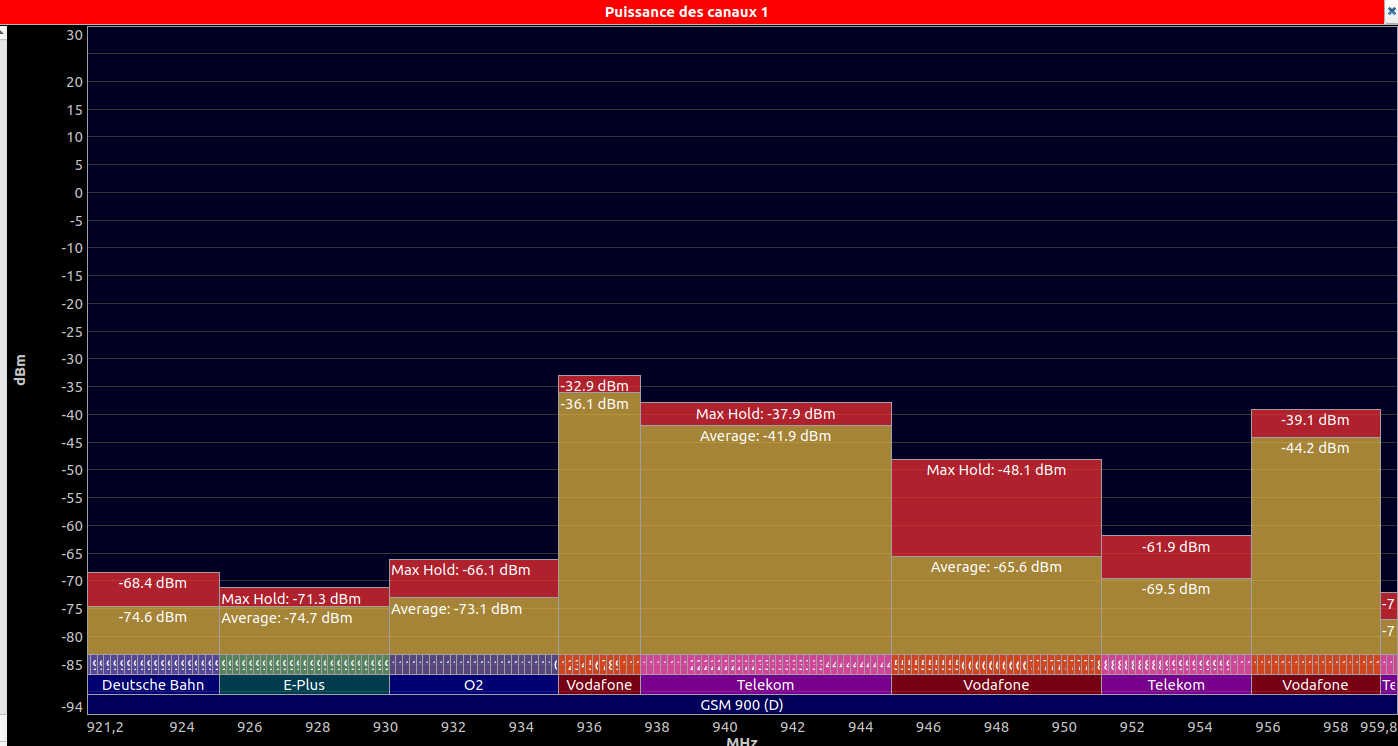 Puissance des canaux 1
30
20
15
10
5
0
-5
-10
-15
-20
-25
-30
-35
-40
-45
-50
-55
-60
-65
-70
-75
-80
-85
-94
dBm
-68.4 dBm
-74.6 dBm
Max Hold: -71.3 dBm
Average: -74.7 dBm
Max Hold: -66.1 dBm
Average: -73.1 dBm
-32.9 dBm
-36.1 dBm
Max Hold: -37.9 dBm
Average: -41.9 dBm
Max Hold: -48.1 dBm
Average: -65.6 dBm
-61.9 dBm
-69.5 dBm
-39.1 dBm
-44.2 dBm
-7
-7
Deutsche Bahn E-Plus O2 Vodafone Telekom Vodafone Telekom Vodafone Te
GSM 900 (D)
921,2 924 926 928 930 932 934 936 938 940 942 944 946 948 950 952 954 956 958 959,8
MHz